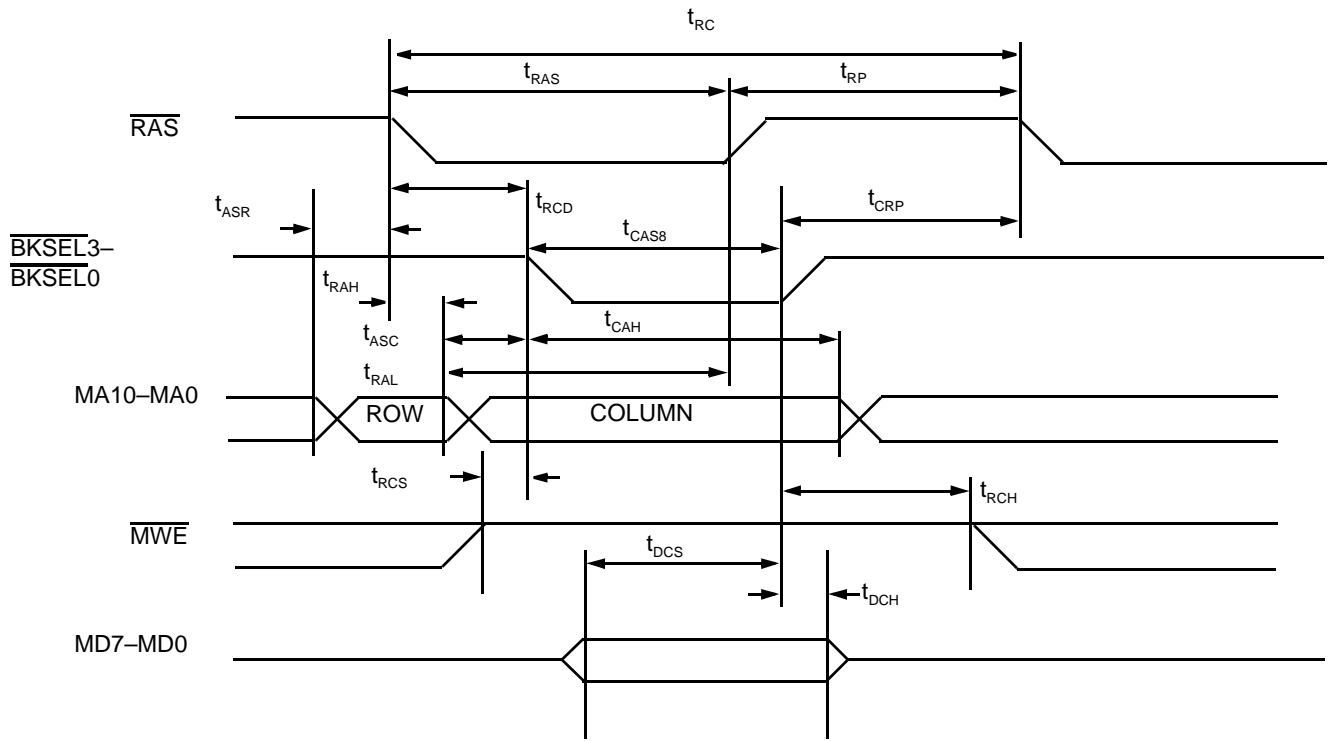 tRC
tRAS
tRP
RAS
tASR
tRCD
tCRP
tCAS8
BKSEL3–
BKSEL0
tRAH
tASC
tCAH
tRAL
MA10–MA0
ROW
COLUMN
tRCS
tRCH
MWE
tDCS
tDCH
MD7–MD0